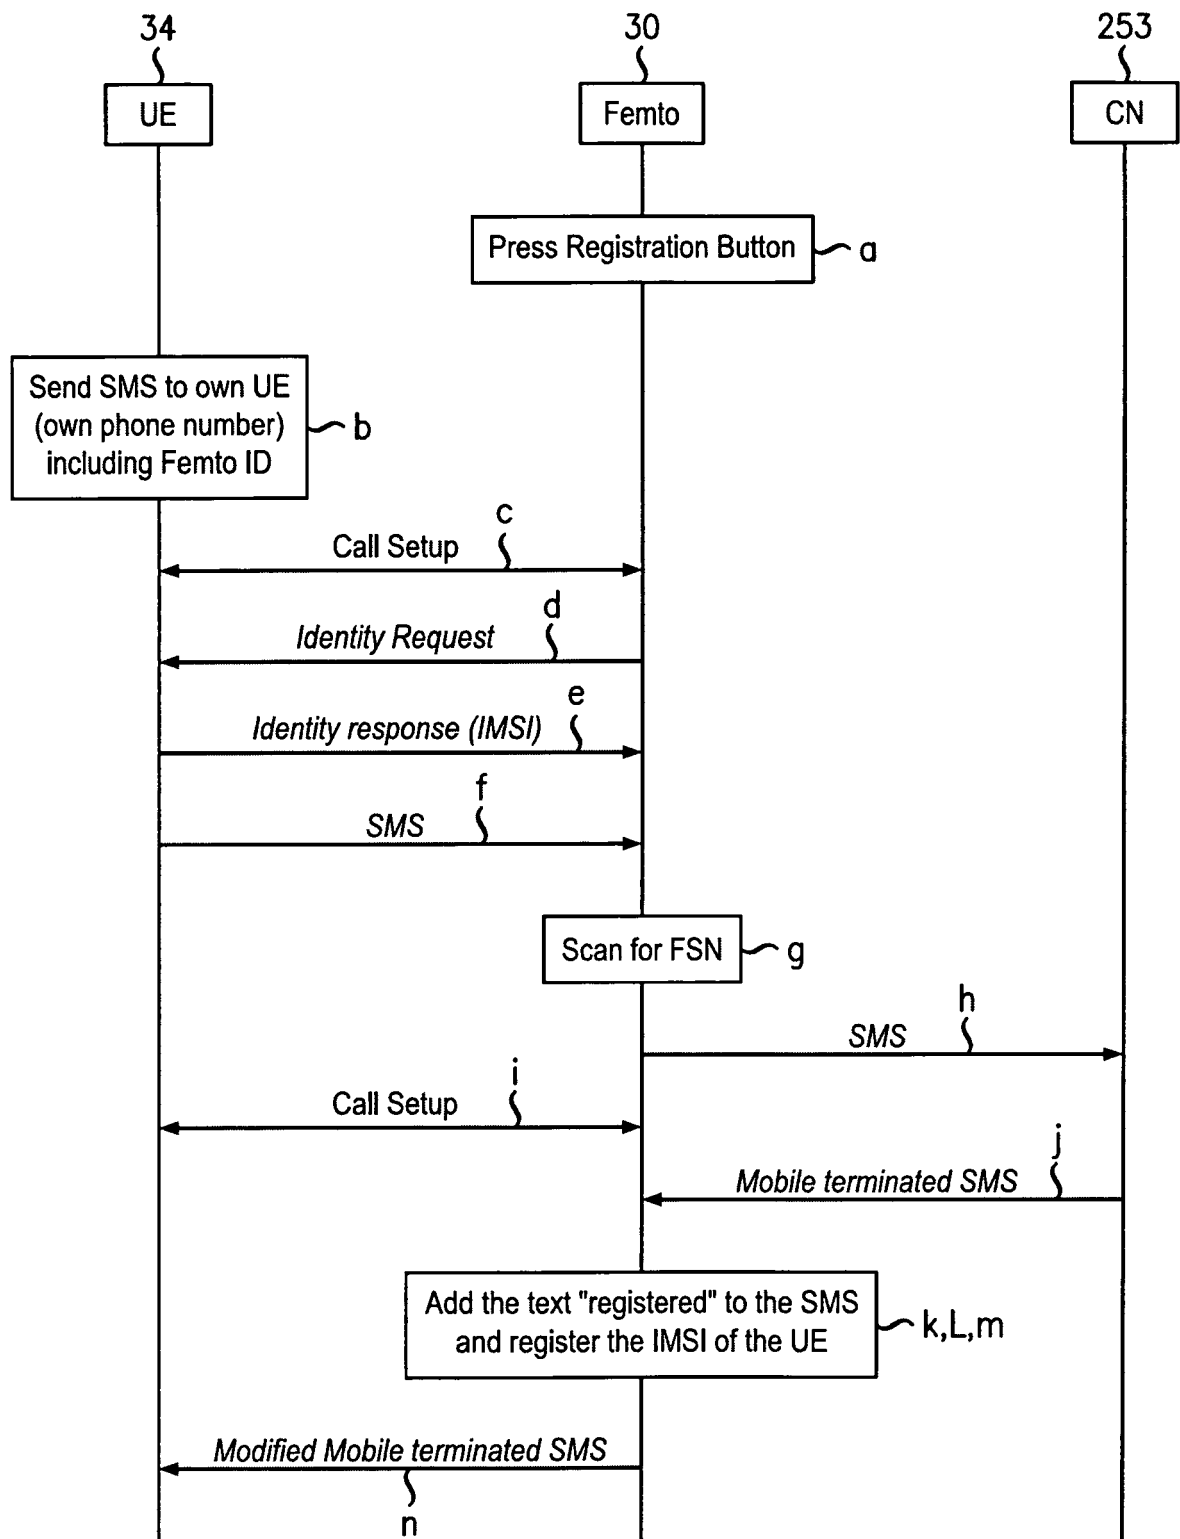 34
30
253
UE
Femto
CN
Press Registration Button
a
Send SMS to own UE
(own phone number)
including Femto ID
b
c
Call Setup
d
Identity Request
e
Identity response (IMSI)
f
SMS
Scan for FSN
g
h
SMS
i
Call Setup
j
Mobile terminated SMS
Add the text "registered" to the SMS
and register the IMSI of the UE
k,L,m
Modified Mobile terminated SMS
n